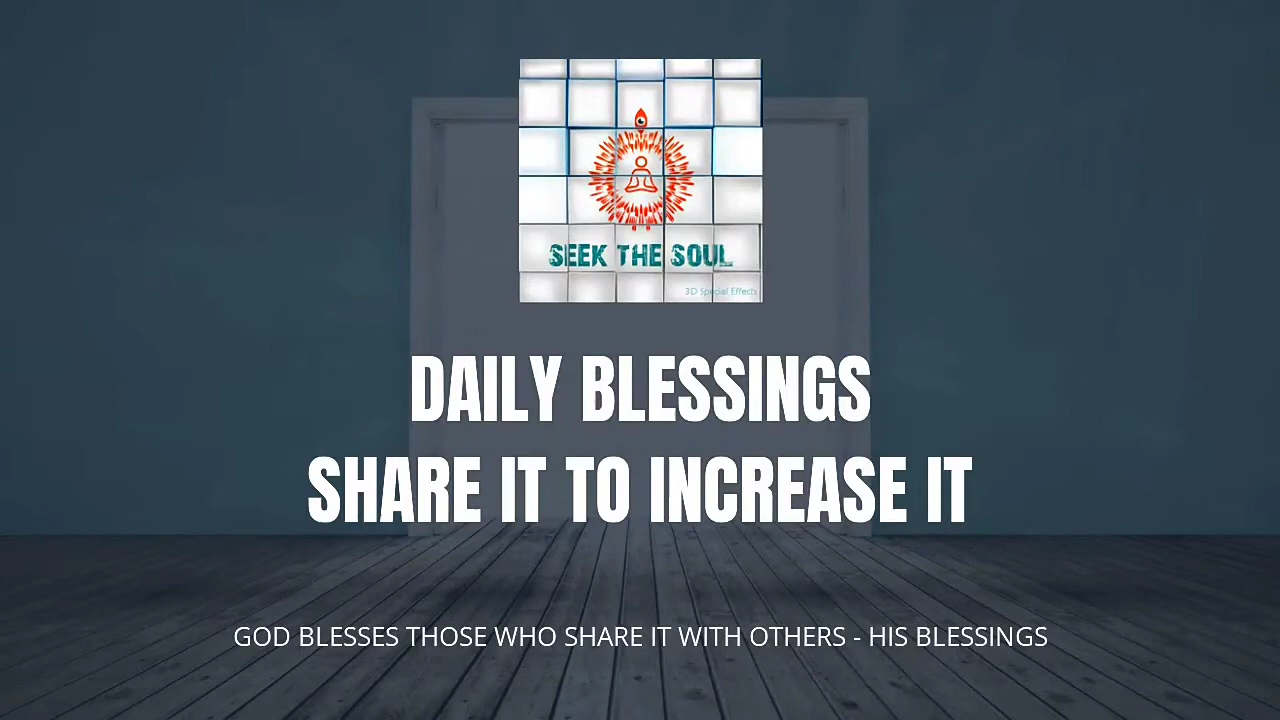 SEEK THE SOUL
3D Special Effects
DAILY BLESSINGS
SHARE IT TO INCREASE IT
GOD BLESSES THOSE WHO SHARE IT WITH OTHERS - HIS BLESSINGS